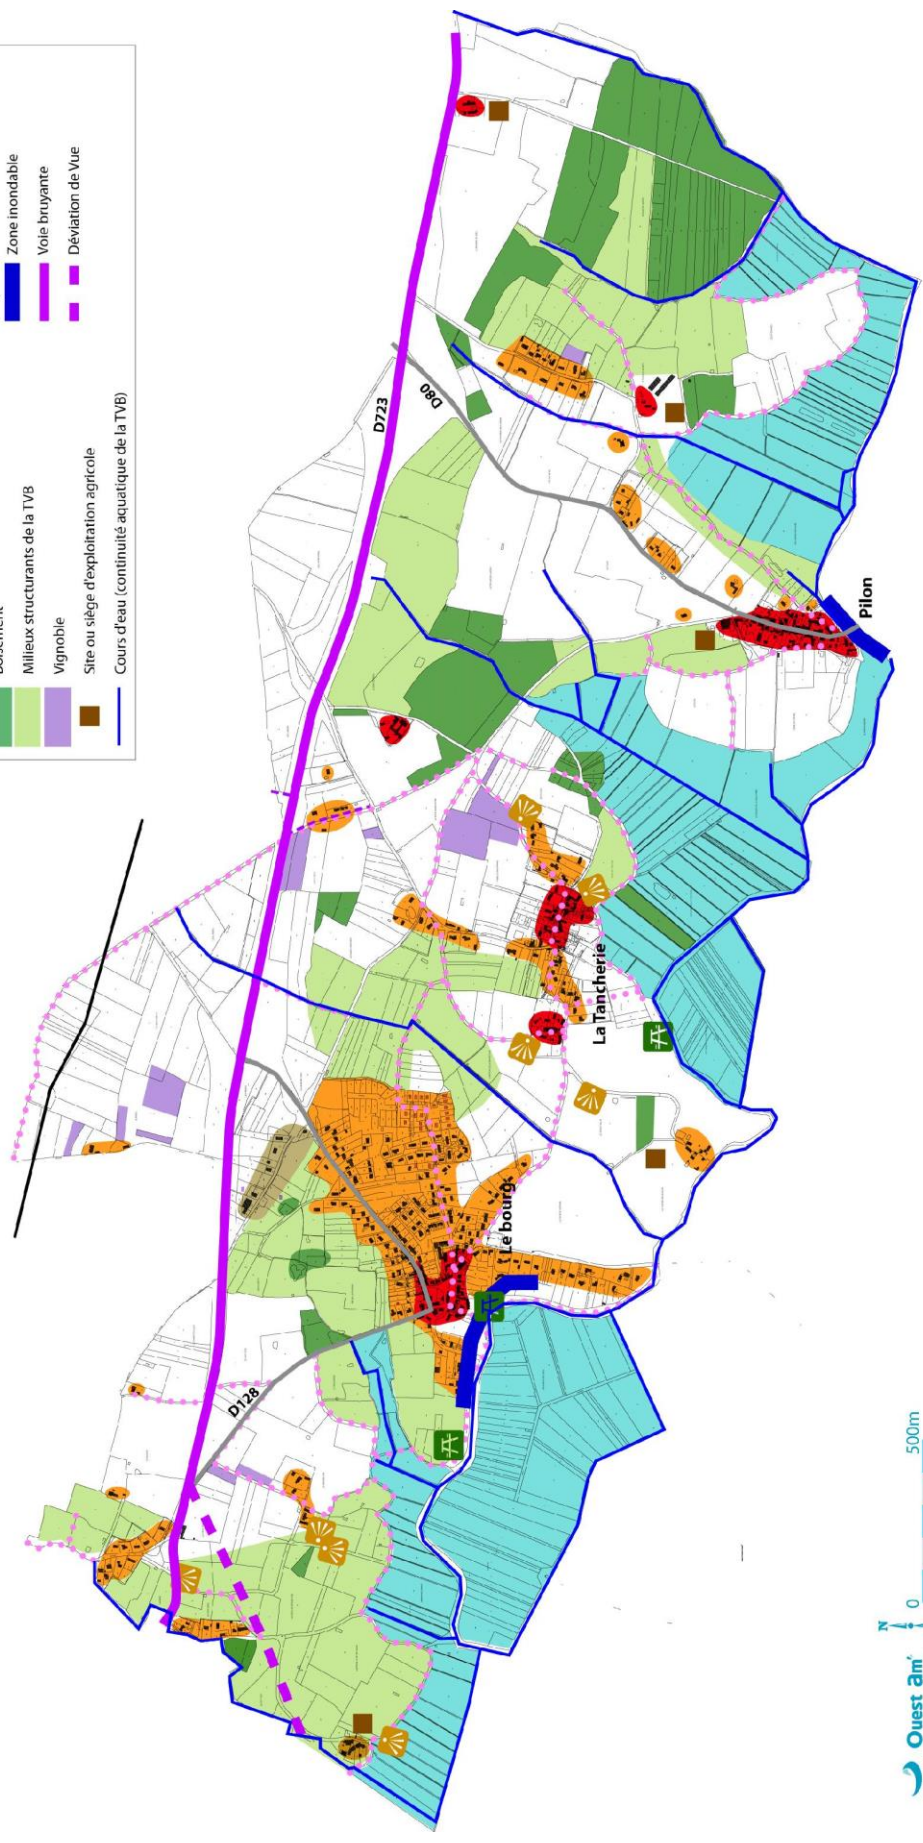 Milieux structurants de la TVB
Vignoble
Site ou siège d'exploitation agricole
Cours d'eau (continuité aquatique de la TVB)
Zone inondable
Voie bruyante
Déviation de Vue
D723
D80
D128
Pilon
La Tancherie
Le bourg
N
0 500m
Ouest am'